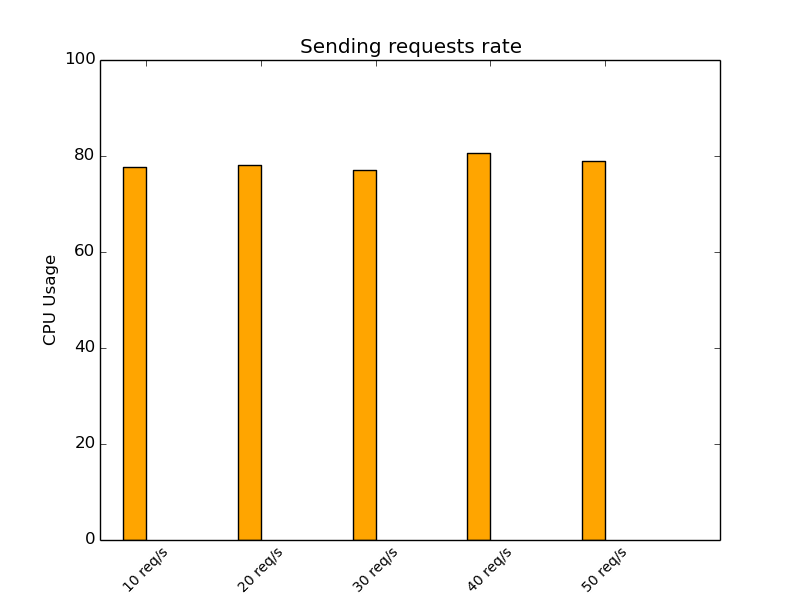 Sending requests rate
100
80
60
40
20
0
CPU Usage
10 req/s
20 req/s
30 req/s
40 req/s
50 req/s